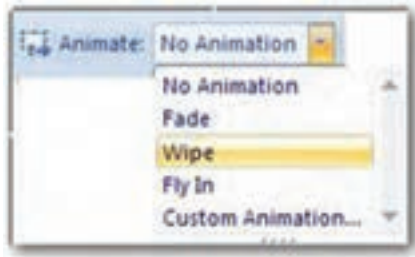 Animate: No Animation
No Animation
Fade
Wipe
Fly In
Custom Animation...